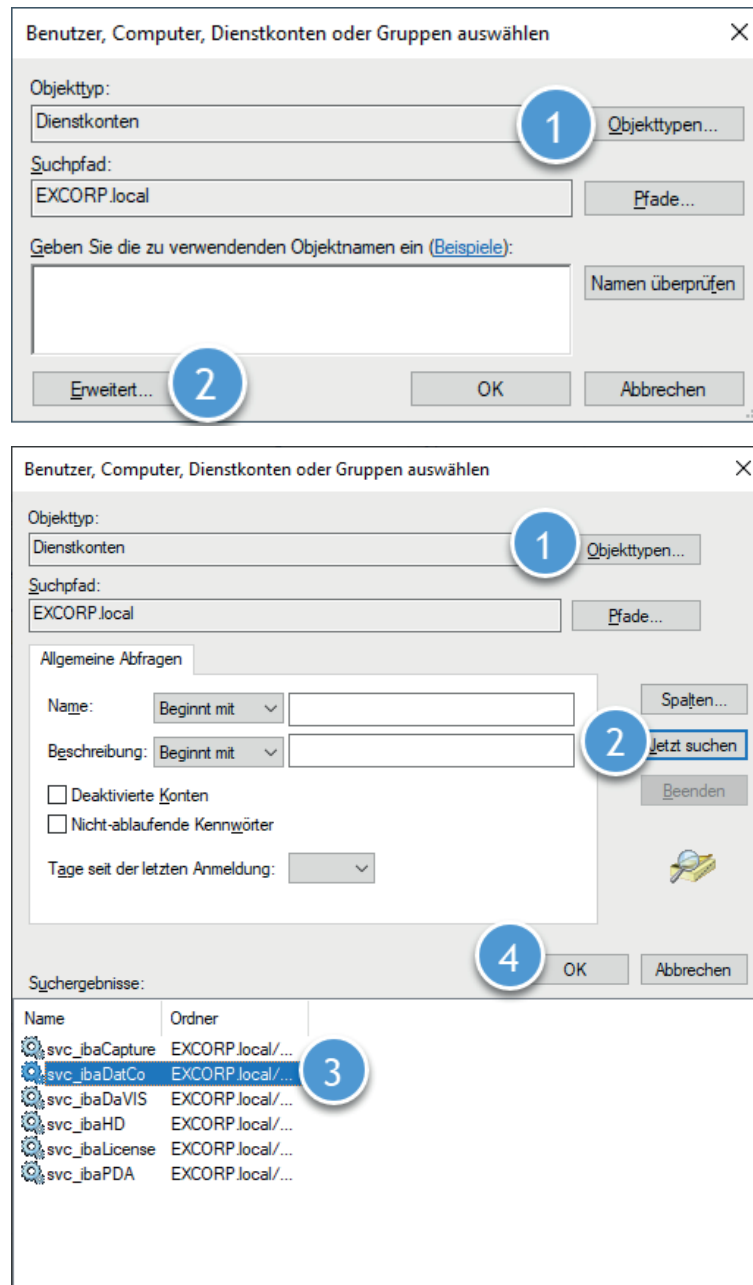 Benutzer, Computer, Dienstkonten oder Gruppen auswählen
Objekttyp:
Dienstkonten
1
Objekttypen...
Suchpfad:
EXCORP.local
Pfade...
Geben Sie die zu verwendenden Objektnamen ein (Beispiele):
Namen überprüfen
Erweitert...
2
OK
Abbrechen
Benutzer, Computer, Dienstkonten oder Gruppen auswählen
Objekttyp:
Dienstkonten
1
Objekttypen...
Suchpfad:
EXCORP.local
Pfade...
Allgemeine Abfragen
Name:
Beginnt mit
Spalten...
Beschreibung:
Beginnt mit
2
Jetzt suchen
Deaktivierte Konten
Beenden
Nicht-ablaufende Kennwörter
Tage seit der letzten Anmeldung:
4
OK
Abbrechen
Suchergebnisse:
Name Ordner
svc_ibaCapture EXCORP.local/...
svc_ibaDatCo EXCORP.local/...
3
svc_ibaDaVIS EXCORP.local/...
svc_ibaHD EXCORP.local/...
svc_ibaLicense EXCORP.local/...
svc_ibaPDA EXCORP.local/...